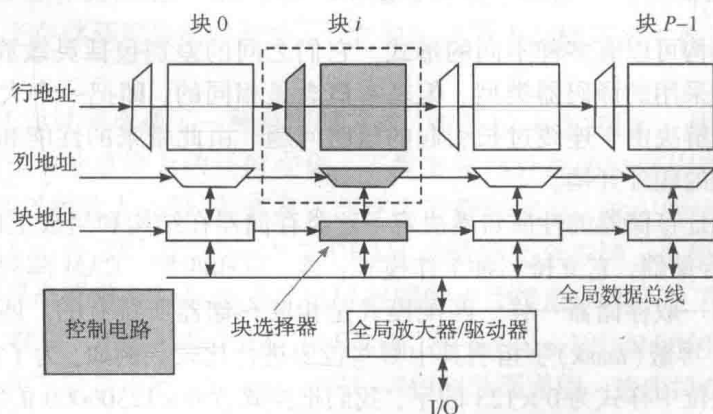 块 0
块 i
块 P-1
行地址
列地址
块地址
全局数据总线
控制电路
块选择器
全局放大器/驱动器
I/O